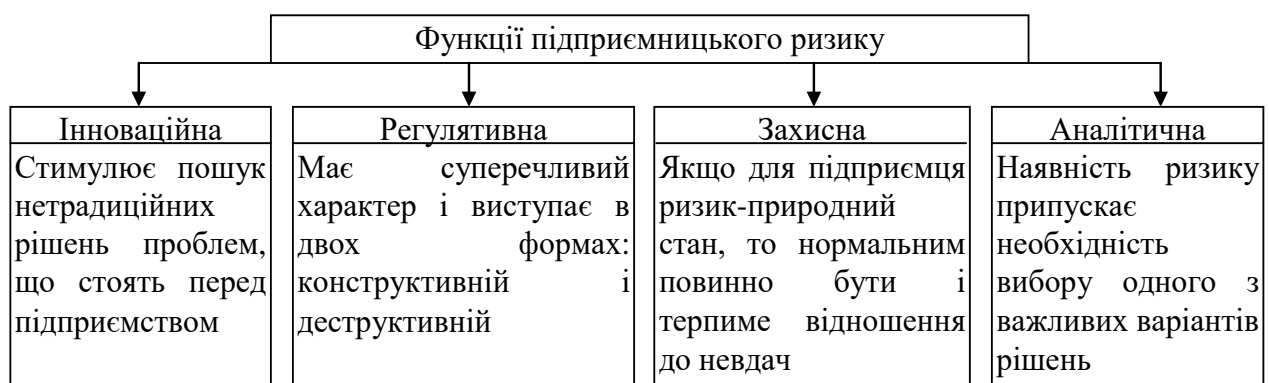 Функції підприємницького ризику
Інноваційна
Стимулює пошук
нетрадиційних
рішень проблем,
що стоять перед
підприємством
Регулятивна
Має суперечливий
характер і виступає в
двох формах:
конструктивній і
деструктивній
Захисна
Якщо для підприємця
ризик-природний
стан, то нормальним
повинно бути і
терпиме відношення
до невдач
Аналітична
Наявність ризику
припускає
необхідність
вибору одного з
важливих варіантів
рішень